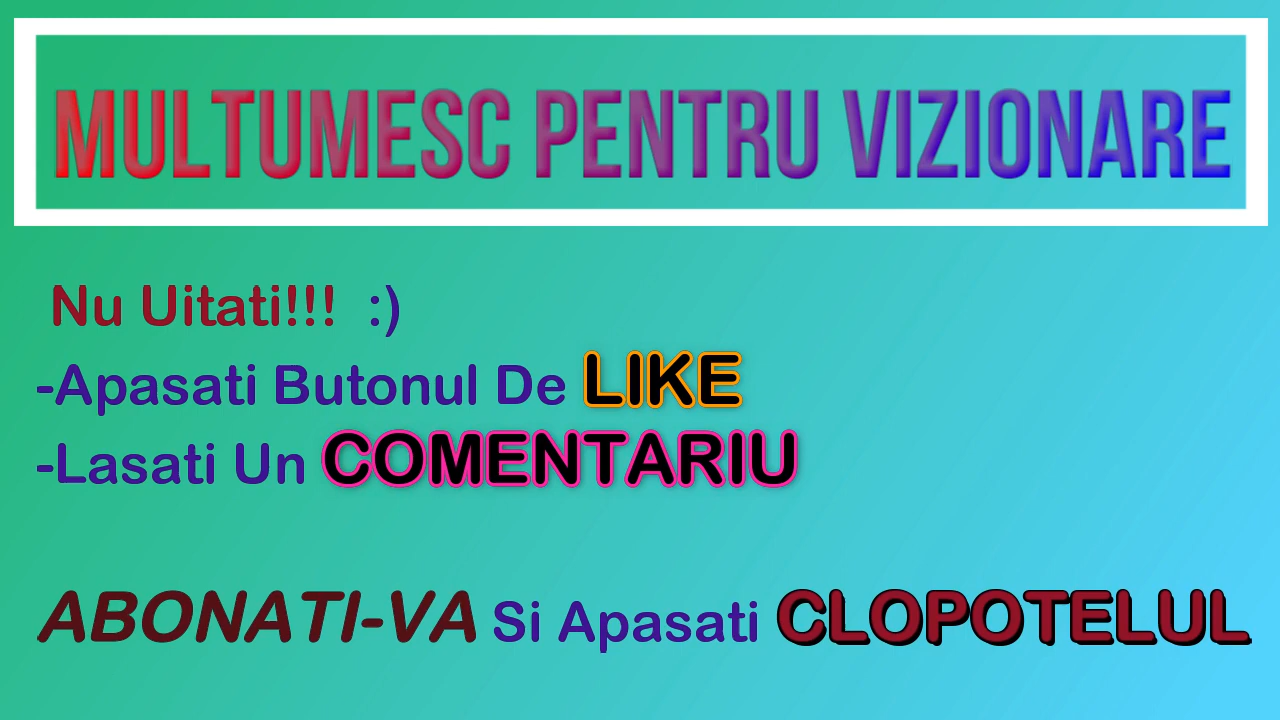 MULTUMESC PENTRU VIZIONARE
Nu Uitati!!! :)
-Apasati Butonul De LIKE
-Lasati Un COMENTARIU
ABONATI-VA Si Apasati CLOPOTELUL